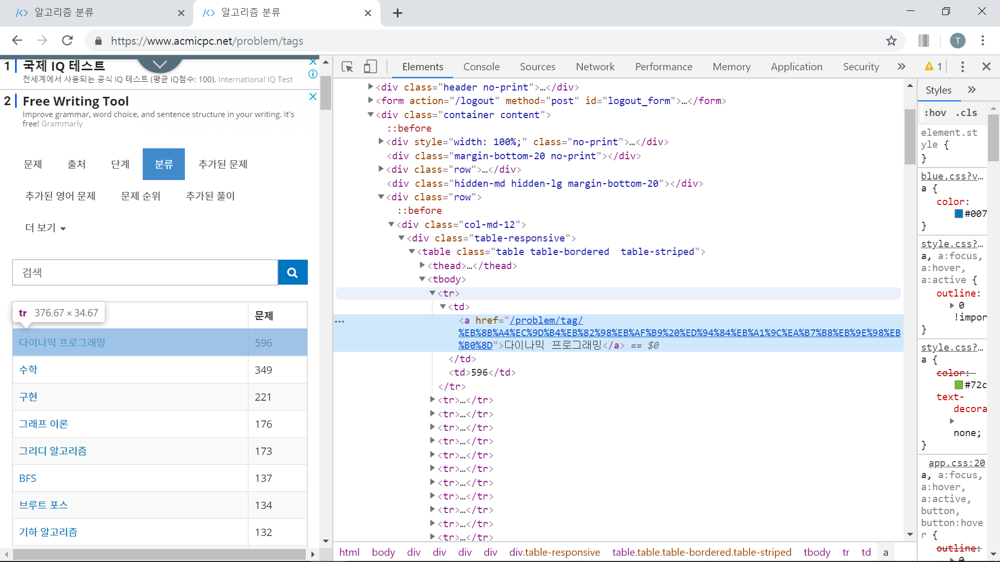 알고리즘 분류
알고리즘 분류
https://www.acmicpc.net/problem/tags
T
1 국제 IQ 테스트
전세계에서 사용되는 공식 IQ 테스트 (평균 IQ점수: 100). International IQ Test
2 Free Writing Tool
Improve grammar, word choice, and sentence structure in your writing. It's
free! Grammarly
문제 출처 단계 분류 추가된 문제
추가된 영어 문제 문제 순위 추가된 풀이
더 보기
검색
tr 376.67 × 34.67
문제
다이나믹 프로그래밍 596
수학 349
구현 221
그래프 이론 176
그리디 알고리즘 173
BFS 137
브루트 포스 134
기하 알고리즘 132
Elements Console Sources Network Performance Memory Application Security » 1
<div class="header no-print">…</div>
<form action="/logout" method="post" id="logout_form">…</form>
<div class="container content">
::before
<div style="width: 100%;" class="no-print">…</div>
<div class="margin-bottom-20 no-print"></div>
<div class="row">…</div>
<div class="hidden-md hidden-lg margin-bottom-20"></div>
<div class="row">
::before
<div class="col-md-12">
<div class="table-responsive">
<table class="table table-bordered  table-striped">
<thead>…</thead>
<tbody>
<tr>
<td>
… <a href="/problem/tag/
%EB%8B%A4%EC%9D%B4%EB%82%98%EB%AF%B9%20%ED%94%84%EB%A1%9C%EA%B7%B8%EB%9E%98%EB
%B0%8D">다이나믹 프로그래밍</a> == $0
</td>
<td>596</td>
</tr>
<tr>…</tr>
<tr>…</tr>
<tr>…</tr>
<tr>…</tr>
<tr>…</tr>
<tr>…</tr>
<tr>…</tr>
<tr>…</tr>
<tr>…</tr>
<tr>…</tr>
<tr>…</tr>
html body div div div div div.table-responsive table.table.table-bordered.table-striped tbody tr td a
Styles »
:hov .cls
element.st
yle {
}
blue.css?v…
a {
color:
#007
}
style.css?…
a, a:focus,
a:hover,
a:active {
outline:
0
!impor
}
style.css?…
a {
color:
#72c
text-
decora
none;
}
app.css:20
a, a:focus,
a:hover,
a:active,
button,
button:hove
r {
outline:
0